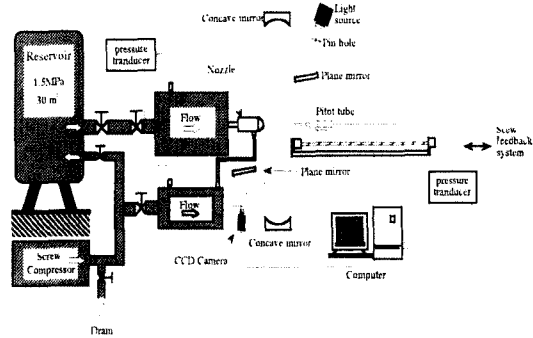 Concave mirror
Light
source
Reservoir
pressure
tranducer
Pin hole
1.5MPa
30 m
Nozzle
Plane mirror
Flow
Pitot tube
Scew
feedback
system
Plane mirror
pressure
tranducer
Flow
Screw
Compressor
CCD Camera
Concave mirror
Computer
Drain